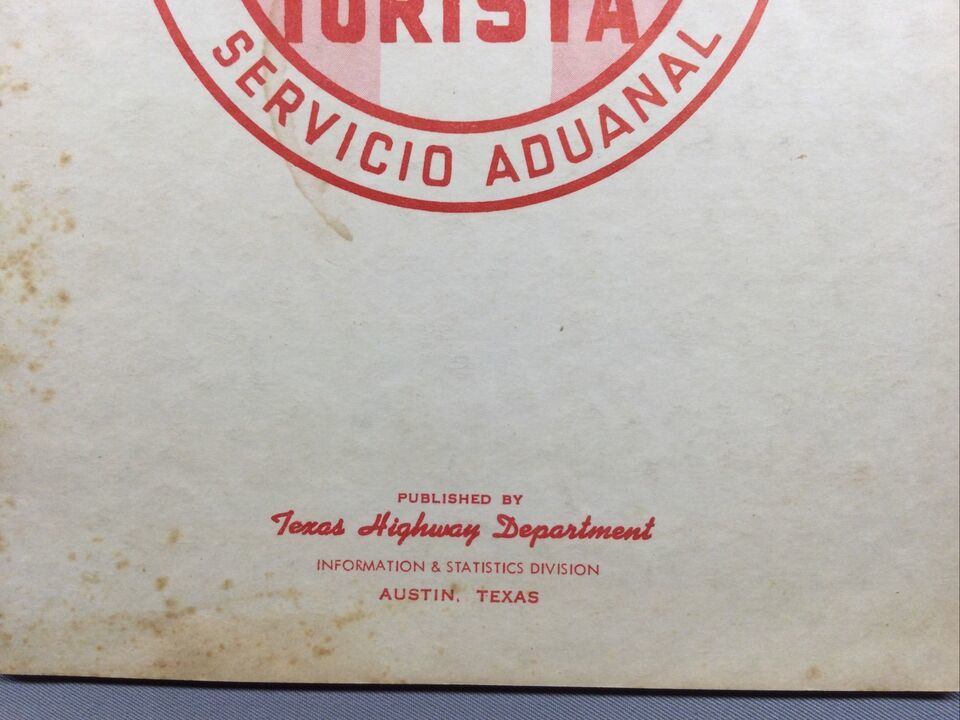 TURISTA
SERVICIO ADUANAL
PUBLISHED BY
Texas Highway Department
INFORMATION & STATISTICS DIVISION
AUSTIN, TEXAS